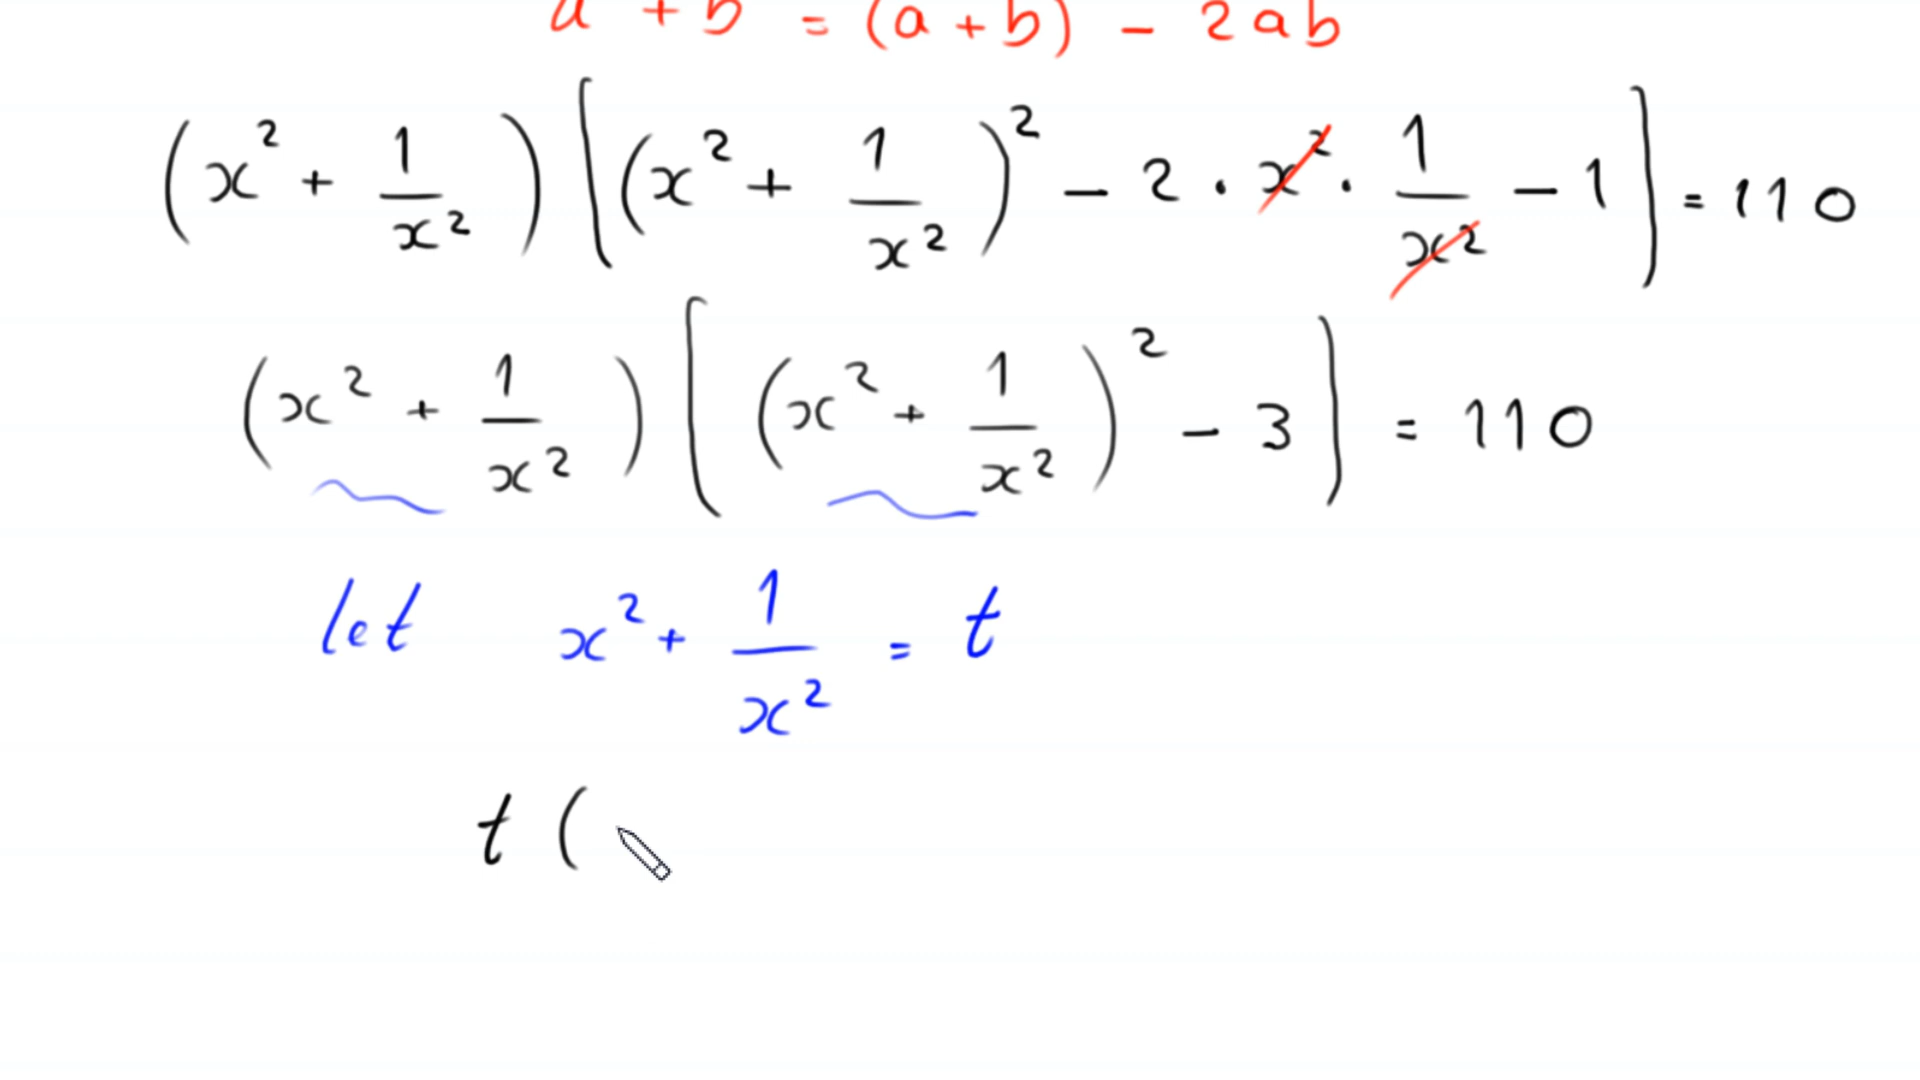 a + b = (a + b) - 2ab
(x² + 1/x²) [(x² + 1/x²)² - 2 · x² · 1/x² - 1] = 110
(x² + 1/x²) [(x² + 1/x²)² - 3] = 110
let x² + 1/x² = t
t (